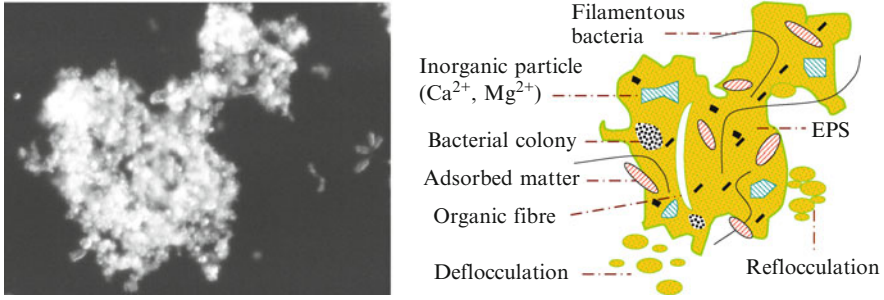 Filamentous
bacteria
Inorganic particle
(Ca²⁺, Mg²⁺)
Bacterial colony
EPS
Adsorbed matter
Organic fibre
Deflocculation
Reflocculation